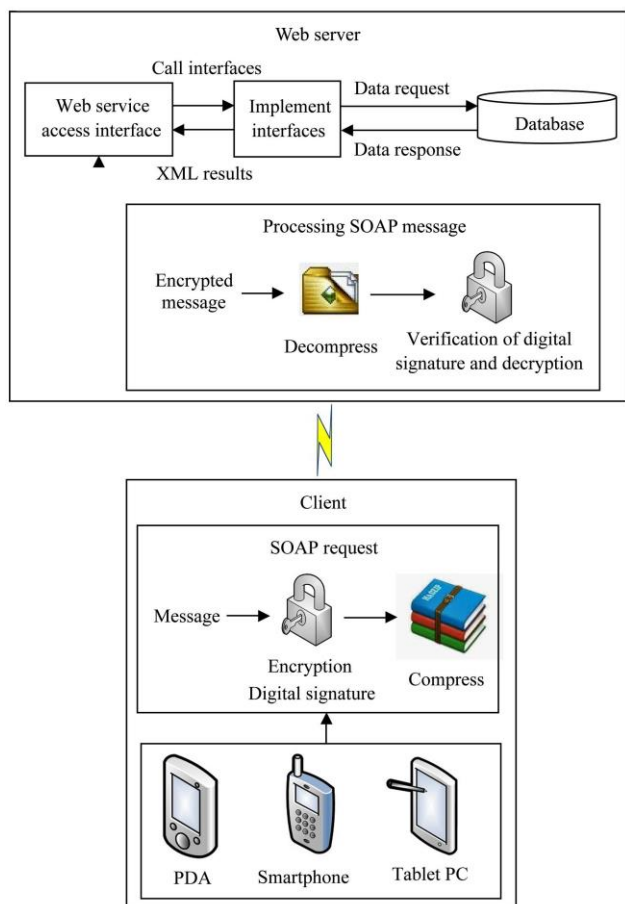 Web server
Call interfaces
Web service
access interface
Implement
interfaces
Data request
Database
XML results
Data response
Processing SOAP message
Encrypted
message
Decompress
Verification of digital
signature and decryption
Client
SOAP request
Message
Encryption
Digital signature
Compress
PDA
Smartphone
Tablet PC